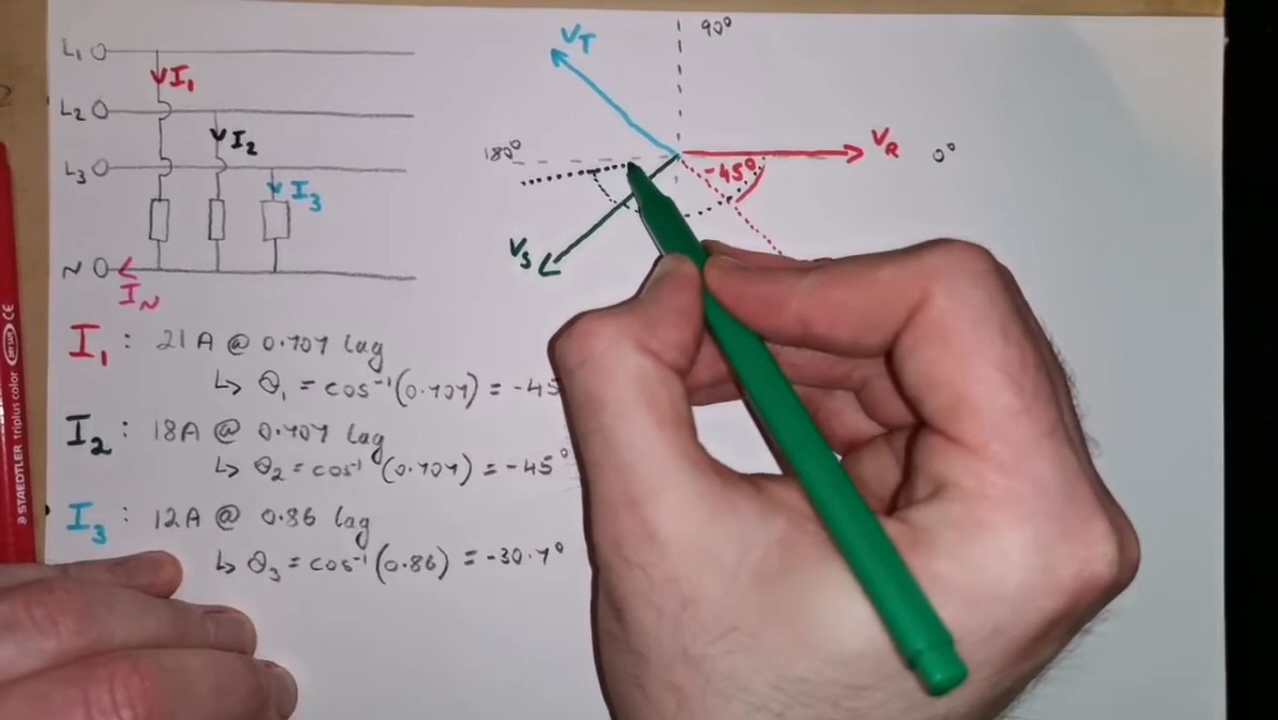 L1
I1
L2
I2
L3
I3
N
IN
90°
VT
VR
180°
0°
-45°
VS
I1 : 21A @ 0.707 lag
↳ θ1 = cos⁻¹(0.707) = -45
I2 : 18A @ 0.707 lag
↳ θ2 = cos⁻¹(0.707) = -45°
I3 : 12A @ 0.86 lag
↳ θ3 = cos⁻¹(0.86) = -30.7°
STAEDTLER triplus color
CE